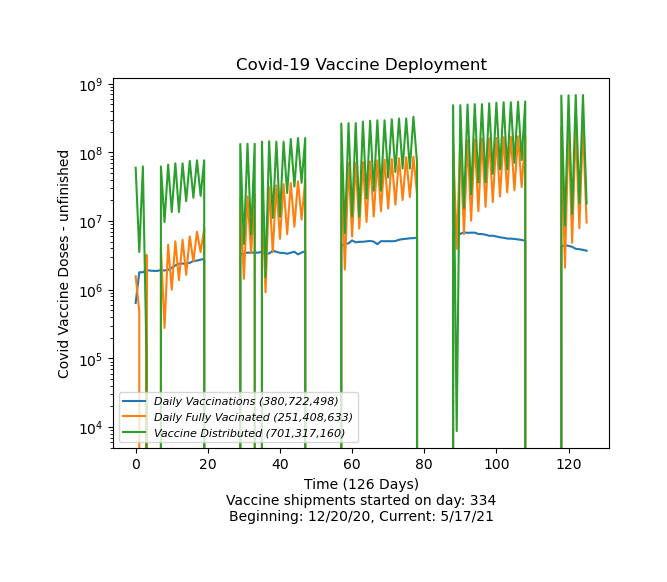 Covid-19 Vaccine Deployment
Covid Vaccine Doses - unfinished
10⁹
10⁸
10⁷
10⁶
10⁵
10⁴
Daily Vaccinations (380,722,498)
Daily Fully Vacinated (251,408,633)
Vaccine Distributed (701,317,160)
0 20 40 60 80 100 120
Time (126 Days)
Vaccine shipments started on day: 334
Beginning: 12/20/20, Current: 5/17/21